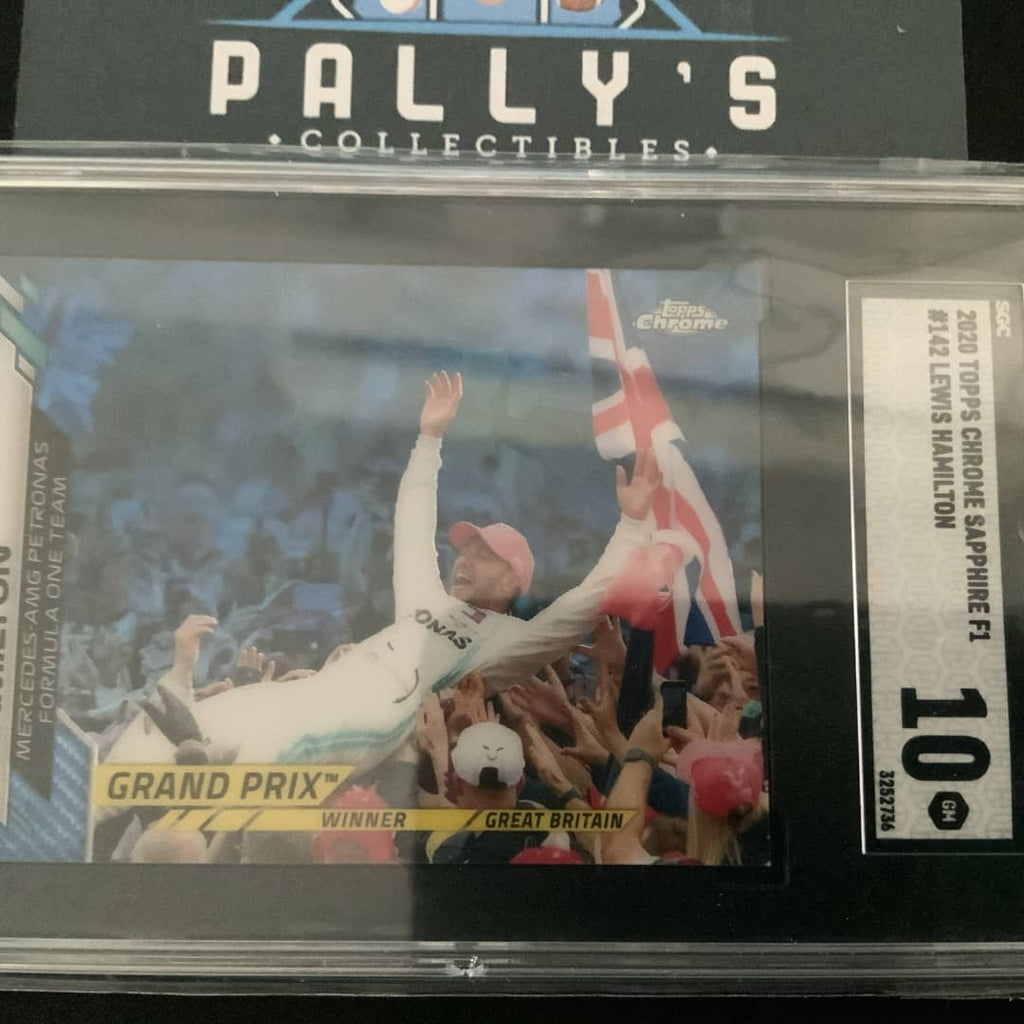 PALLY'S
◆COLLECTIBLES◆
topps
Chrome
MERCEDES-AMG PETRONAS
FORMULA ONE TEAM
ONAS
GRAND PRIX™
WINNER
GREAT BRITAIN
SGC
2020 TOPPS CHROME SAPPHIRE F1
#142 LEWIS HAMILTON
10
GM
3252736